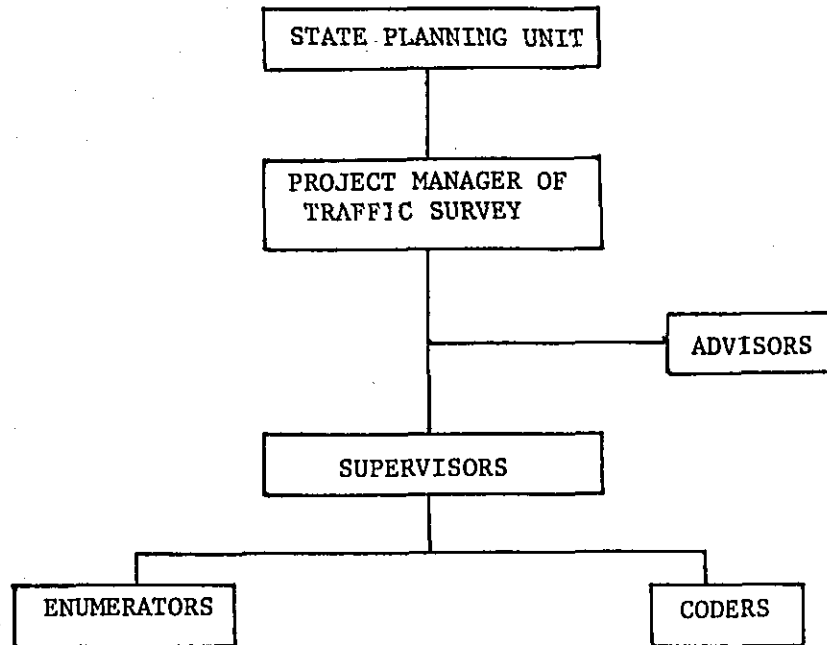 STATE PLANNING UNIT
PROJECT MANAGER OF
TRAFFIC SURVEY
ADVISORS
SUPERVISORS
ENUMERATORS
CODERS